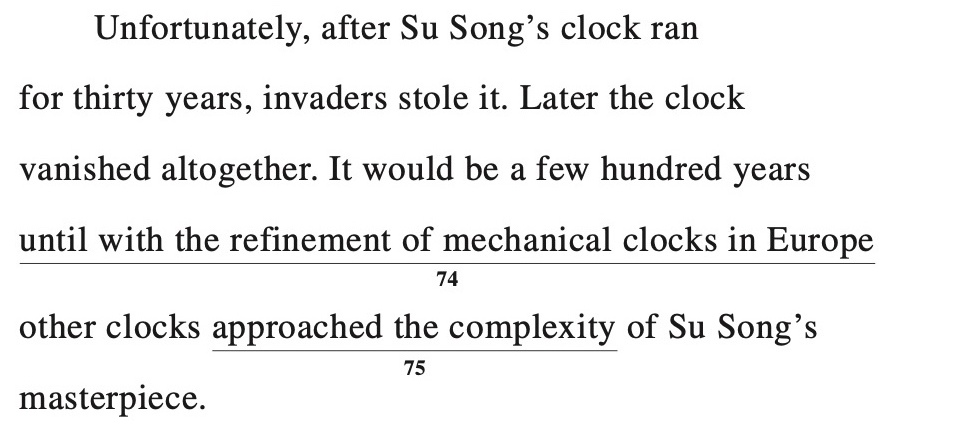 Unfortunately, after Su Song’s clock ran
for thirty years, invaders stole it. Later the clock
vanished altogether. It would be a few hundred years
until with the refinement of mechanical clocks in Europe
74
other clocks approached the complexity of Su Song’s
75
masterpiece.